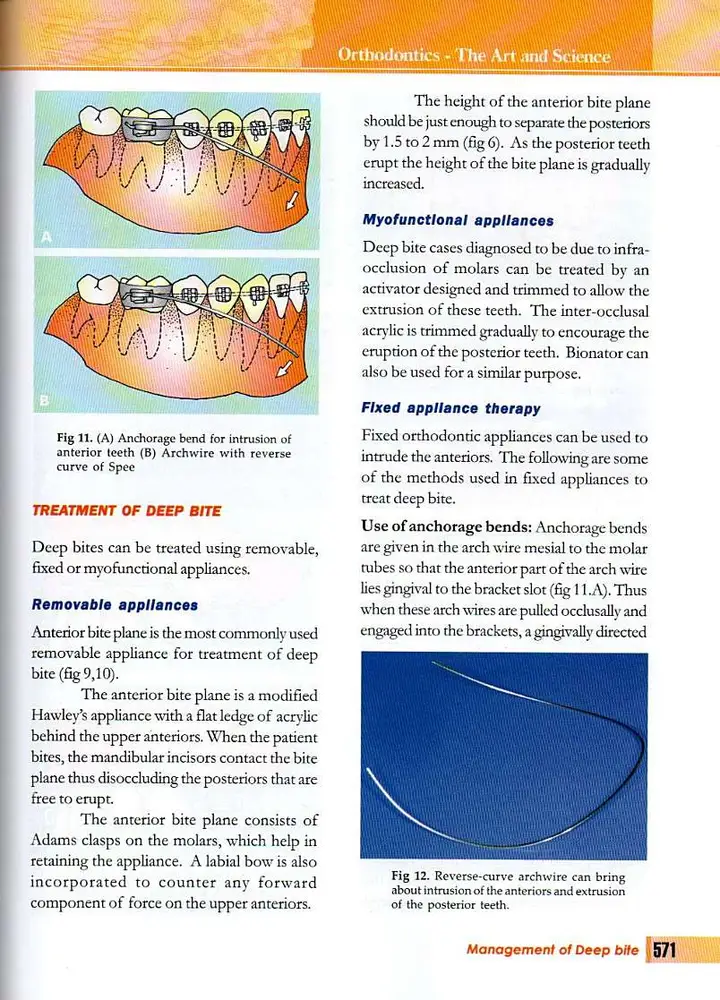 Orthodontics - The Art and Science
A
B
Fig 11. (A) Anchorage bend for intrusion of
anterior teeth (B) Archwire with reverse
curve of Spee
TREATMENT OF DEEP BITE
Deep bites can be treated using removable,
fixed or myofunctional appliances.
Removable appliances
Anterior bite plane is the most commonly used
removable appliance for treatment of deep
bite (fig 9,10).
The anterior bite plane is a modified
Hawley's appliance with a flat ledge of acrylic
behind the upper anteriors. When the patient
bites, the mandibular incisors contact the bite
plane thus disoccluding the posteriors that are
free to erupt.
The anterior bite plane consists of
Adams clasps on the molars, which help in
retaining the appliance. A labial bow is also
incorporated to counter any forward
component of force on the upper anteriors.
The height of the anterior bite plane
should be just enough to separate the posteriors
by 1.5 to 2 mm (fig 6). As the posterior teeth
erupt the height of the bite plane is gradually
increased.
Myofunctional appliances
Deep bite cases diagnosed to be due to infra-
occlusion of molars can be treated by an
activator designed and trimmed to allow the
extrusion of these teeth. The inter-occlusal
acrylic is trimmed gradually to encourage the
eruption of the posterior teeth. Bionator can
also be used for a similar purpose.
Fixed appliance therapy
Fixed orthodontic appliances can be used to
intrude the anteriors. The following are some
of the methods used in fixed appliances to
treat deep bite.
Use of anchorage bends: Anchorage bends
are given in the arch wire mesial to the molar
tubes so that the anterior part of the arch wire
lies gingival to the bracket slot (fig 11.A). Thus
when these arch wires are pulled occlusally and
engaged into the brackets, a gingivally directed
Fig 12. Reverse-curve archwire can bring
about intrusion of the anteriors and extrusion
of the posterior teeth.
Management of Deep bite 571